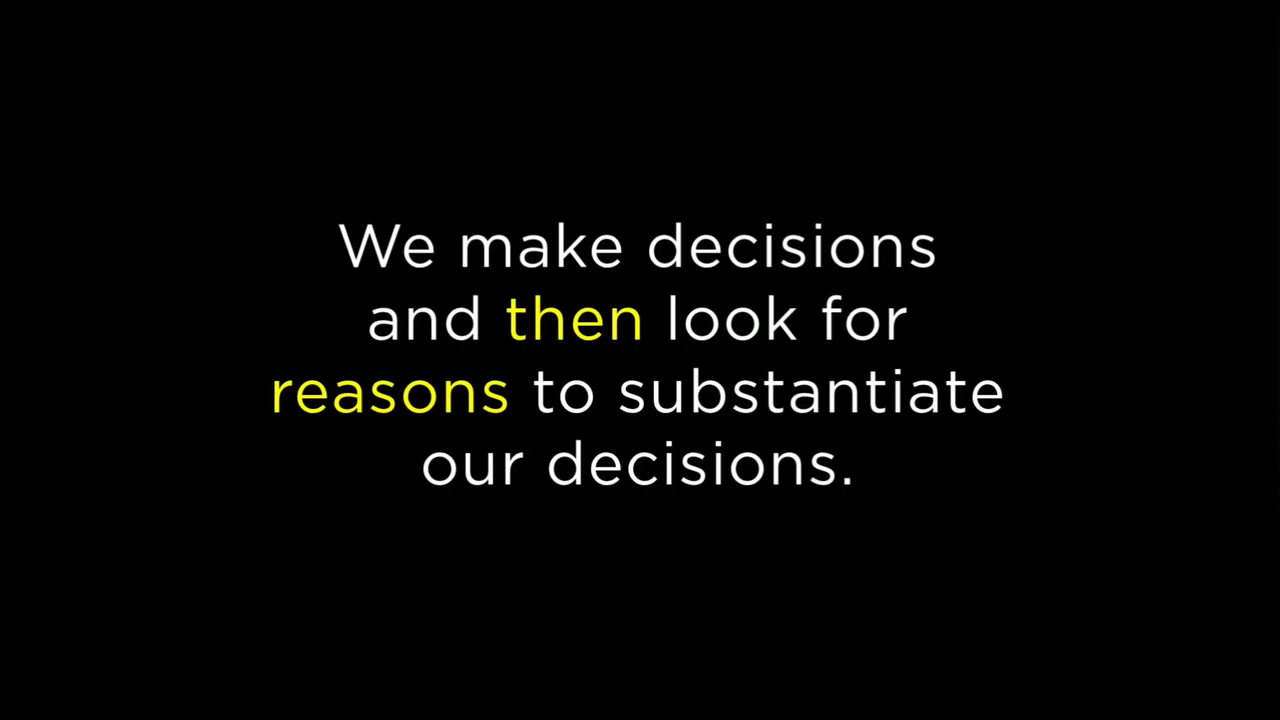 We make decisions
and then look for
reasons to substantiate
our decisions.